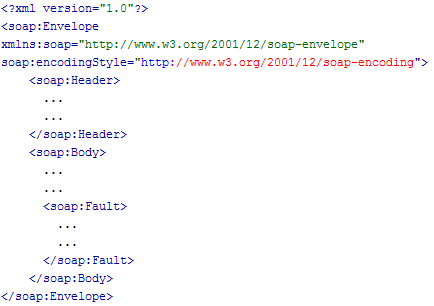 <?xml version="1.0"?>
<soap:Envelope
xmlns:soap="http://www.w3.org/2001/12/soap-envelope"
soap:encodingStyle="http://www.w3.org/2001/12/soap-encoding">
    <soap:Header>
      ...
      ...
    </soap:Header>
    <soap:Body>
      ...
      ...
      <soap:Fault>
        ...
        ...
      </soap:Fault>
    </soap:Body>
</soap:Envelope>